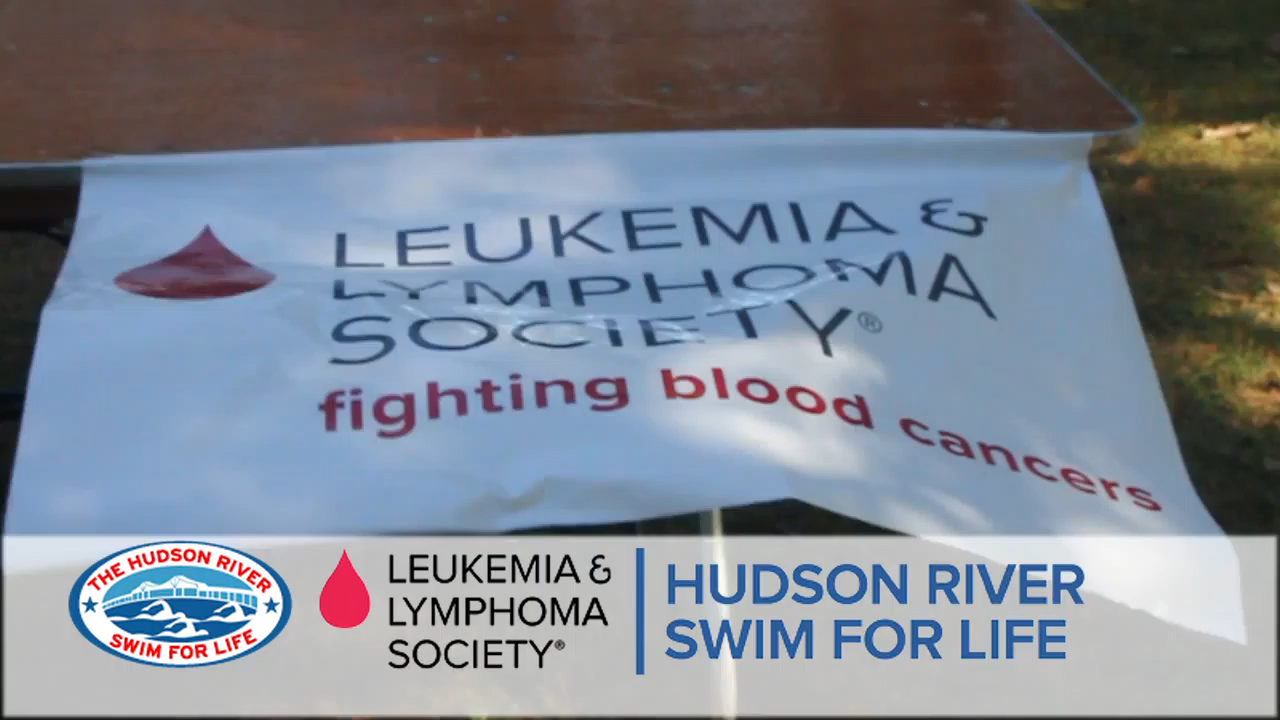 LEUKEMIA &
LYMPHOMA
SOCIETY®
fighting blood cancers
THE HUDSON RIVER
SWIM FOR LIFE
LEUKEMIA &
LYMPHOMA
SOCIETY®
HUDSON RIVER
SWIM FOR LIFE